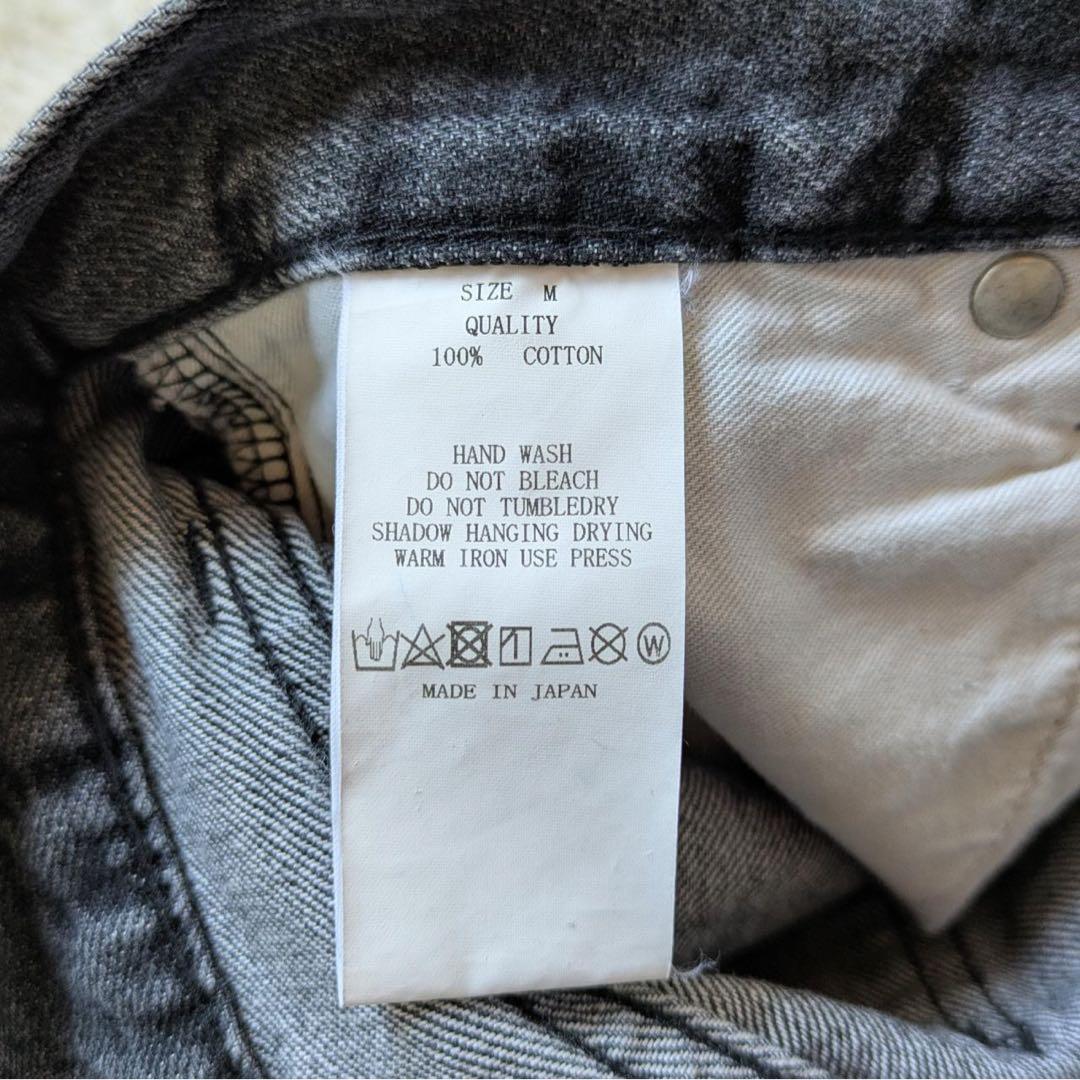 SIZE M
QUALITY
100% COTTON
HAND WASH
DO NOT BLEACH
DO NOT TUMBLEDRY
SHADOW HANGING DRYING
WARM IRON USE PRESS
W
MADE IN JAPAN